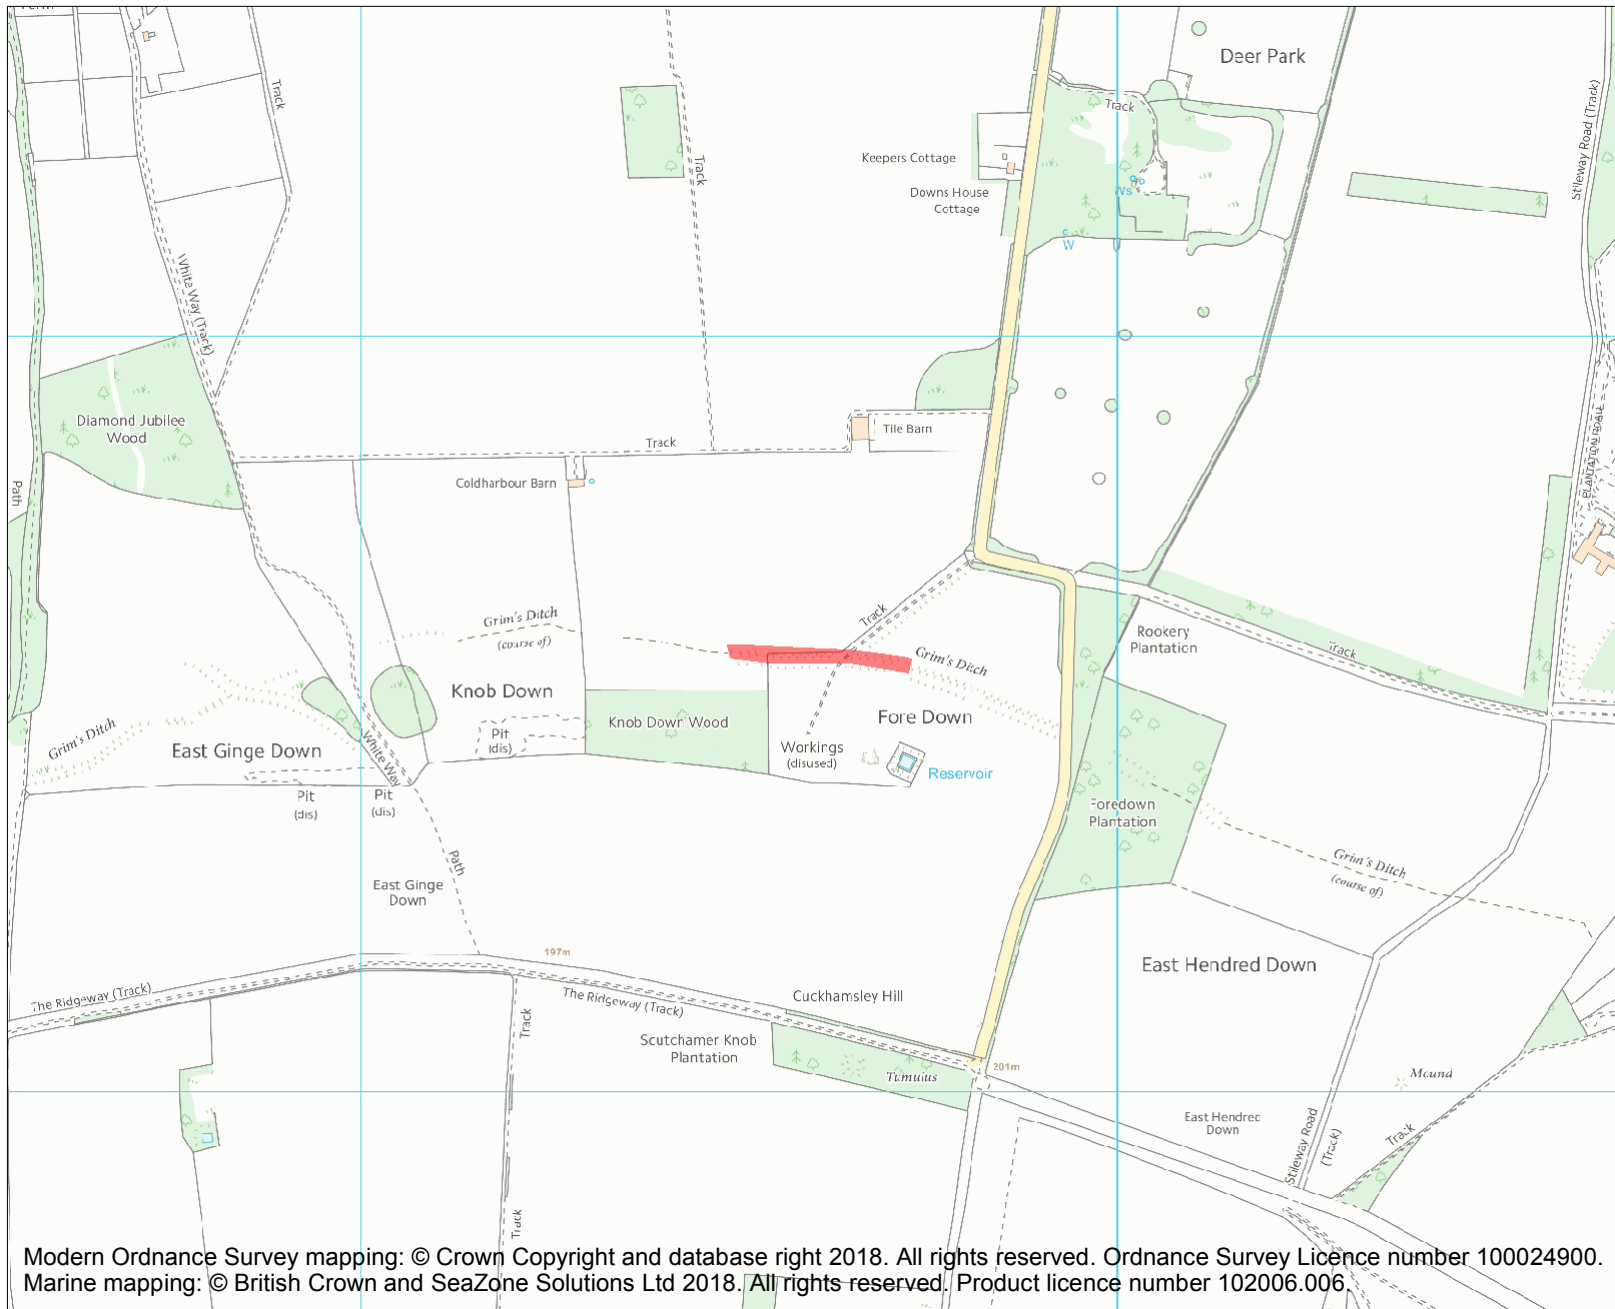 Deer Park
Track
Track
Stileway Road (Track)
Keepers Cottage
Track
Downs House
Cottage
Ws
W
White Way (Track)
Diamond Jubilee
Wood
Track
Tile Barn
PLANTATION ROAD
Coldharbour Barn
Path
Grim's Ditch
(course of)
Track
Rookery
Plantation
Track
Grim's Ditch
Knob Down
Fore Down
Knob Down Wood
Grim's Ditch
East Ginge Down
White Way
Pit
(dis)
Workings
(disused)
Reservoir
Pit
(dis)
Pit
(dis)
Foredown
Plantation
Path
Grim's Ditch
(course of)
East Ginge
Down
197m
East Hendred Down
The Ridgeway (Track)
The Ridgeway (Track)
Cuckhamsley Hill
Track
Scutchamer Knob
Plantation
Tumulus
201m
Mound
East Hendred
Down
Stileway Road
(Track)
Track
Track
Modern Ordnance Survey mapping: © Crown Copyright and database right 2018. All rights reserved. Ordnance Survey Licence number 100024900.
Marine mapping: © British Crown and SeaZone Solutions Ltd 2018. All rights reserved. Product licence number 102006.006.